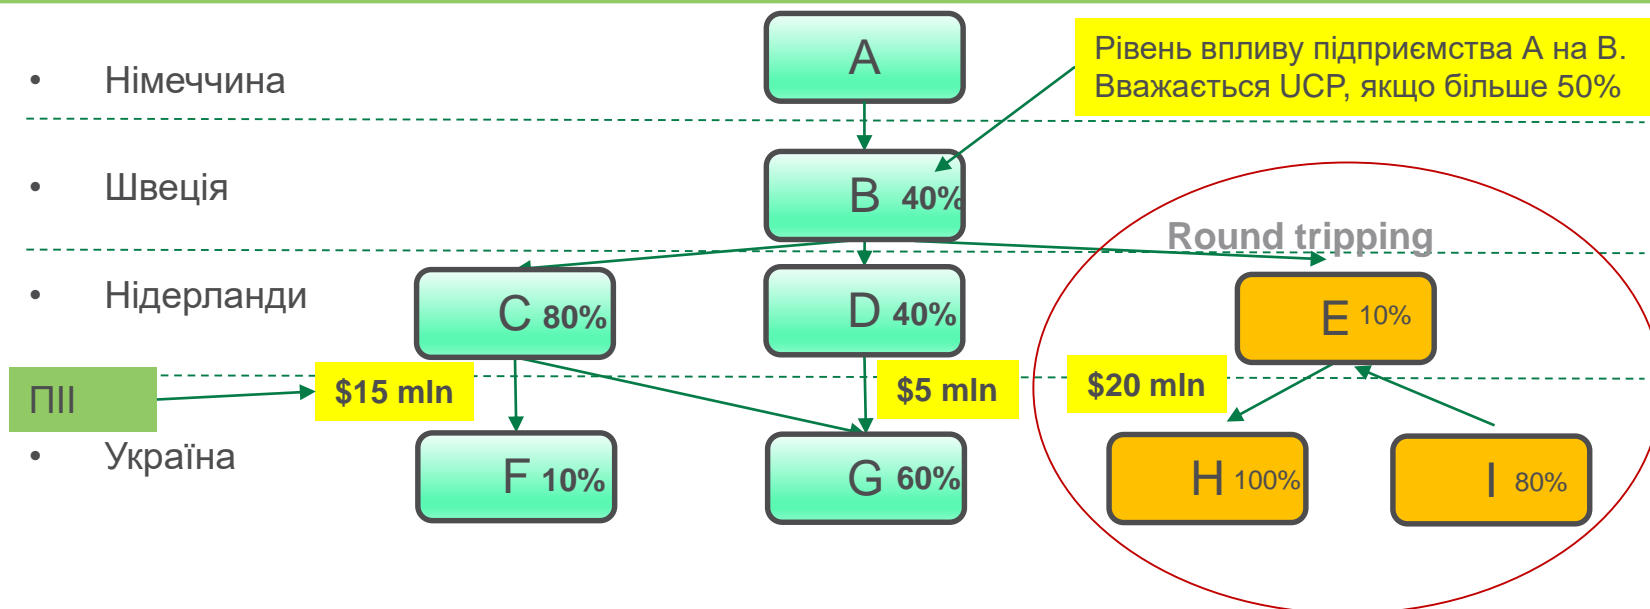 A
Рівень впливу підприємства А на В.
Вважається UCP, якщо більше 50%
• Німеччина
• Швеція
B 40%
Round tripping
• Нідерланди
C 80%
D 40%
E 10%
ПІІ
$15 mln
$5 mln
$20 mln
• Україна
F 10%
G 60%
H 100%
I 80%